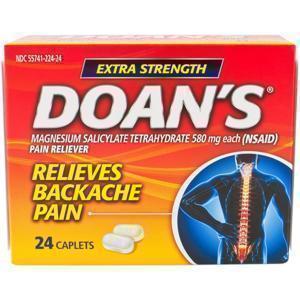 NDC 55741-224-24
EXTRA STRENGTH
DOAN'S®
MAGNESIUM SALICYLATE TETRAHYDRATE 580 mg each (NSAID)
PAIN RELIEVER
RELIEVES
BACKACHE
PAIN
24 CAPLETS